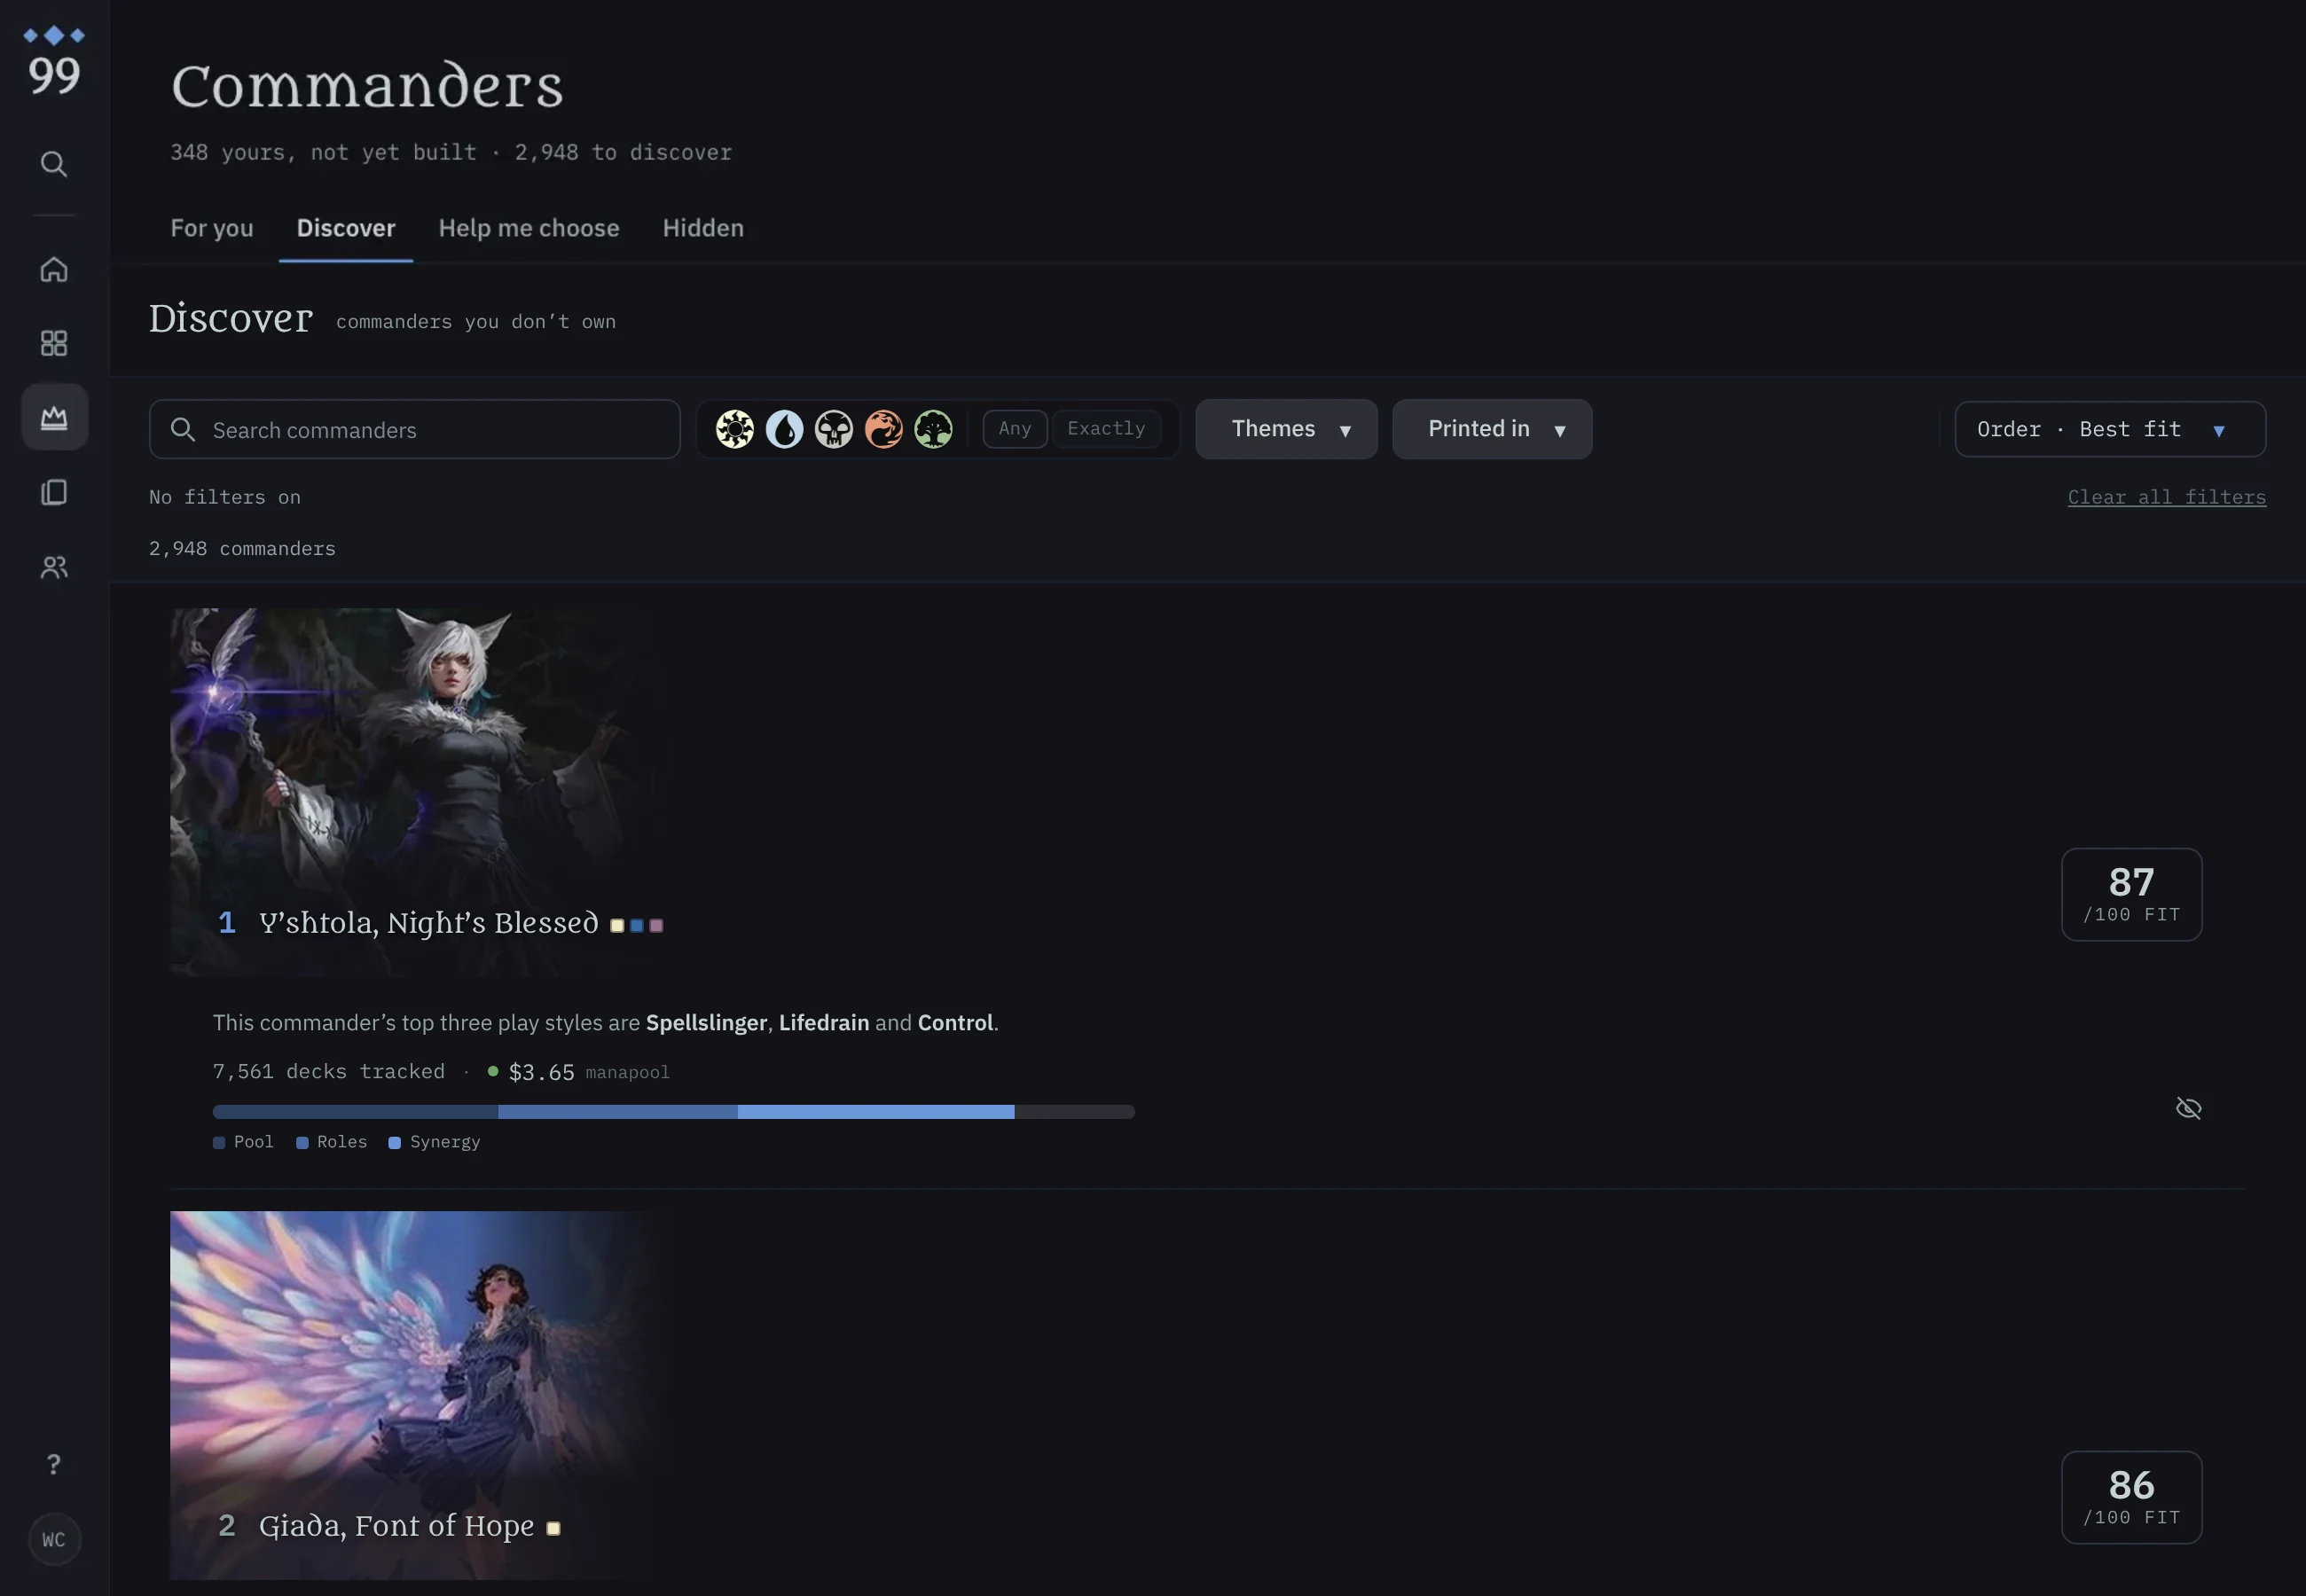 99
Commanders
348 yours, not yet built · 2,948 to discover
For you Discover Help me choose Hidden
Discover commanders you don’t own
Search commanders Any Exactly Themes ▼ Printed in ▼ Order · Best fit ▼
No filters on Clear all filters
2,948 commanders
1 Y’shtola, Night’s Blessed
87
/100 FIT
This commander’s top three play styles are Spellslinger, Lifedrain and Control.
7,561 decks tracked · $3.65 manapool
Pool Roles Synergy
2 Giada, Font of Hope
86
/100 FIT
?
WC